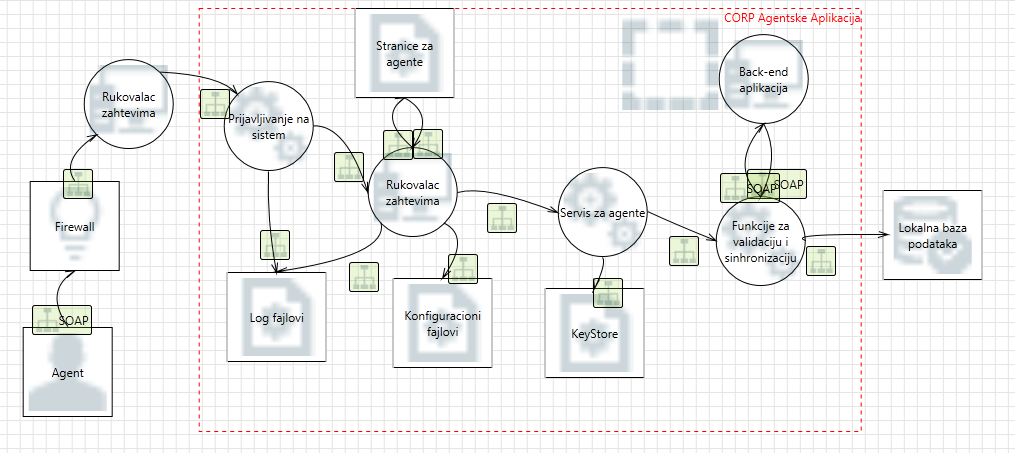 CORP Agentske Aplikacija
Stranice za
agente
Back-end
aplikacija
Rukovalac
zahtevima
Prijavljivanje na
sistem
Rukovalac
zahtevima
SOAP
SOAP
Firewall
Servis za agente
Funkcije za
validaciju i
sinhronizaciju
Lokalna baza
podataka
SOAP
Log fajlovi
Konfiguracioni
fajlovi
KeyStore
Agent